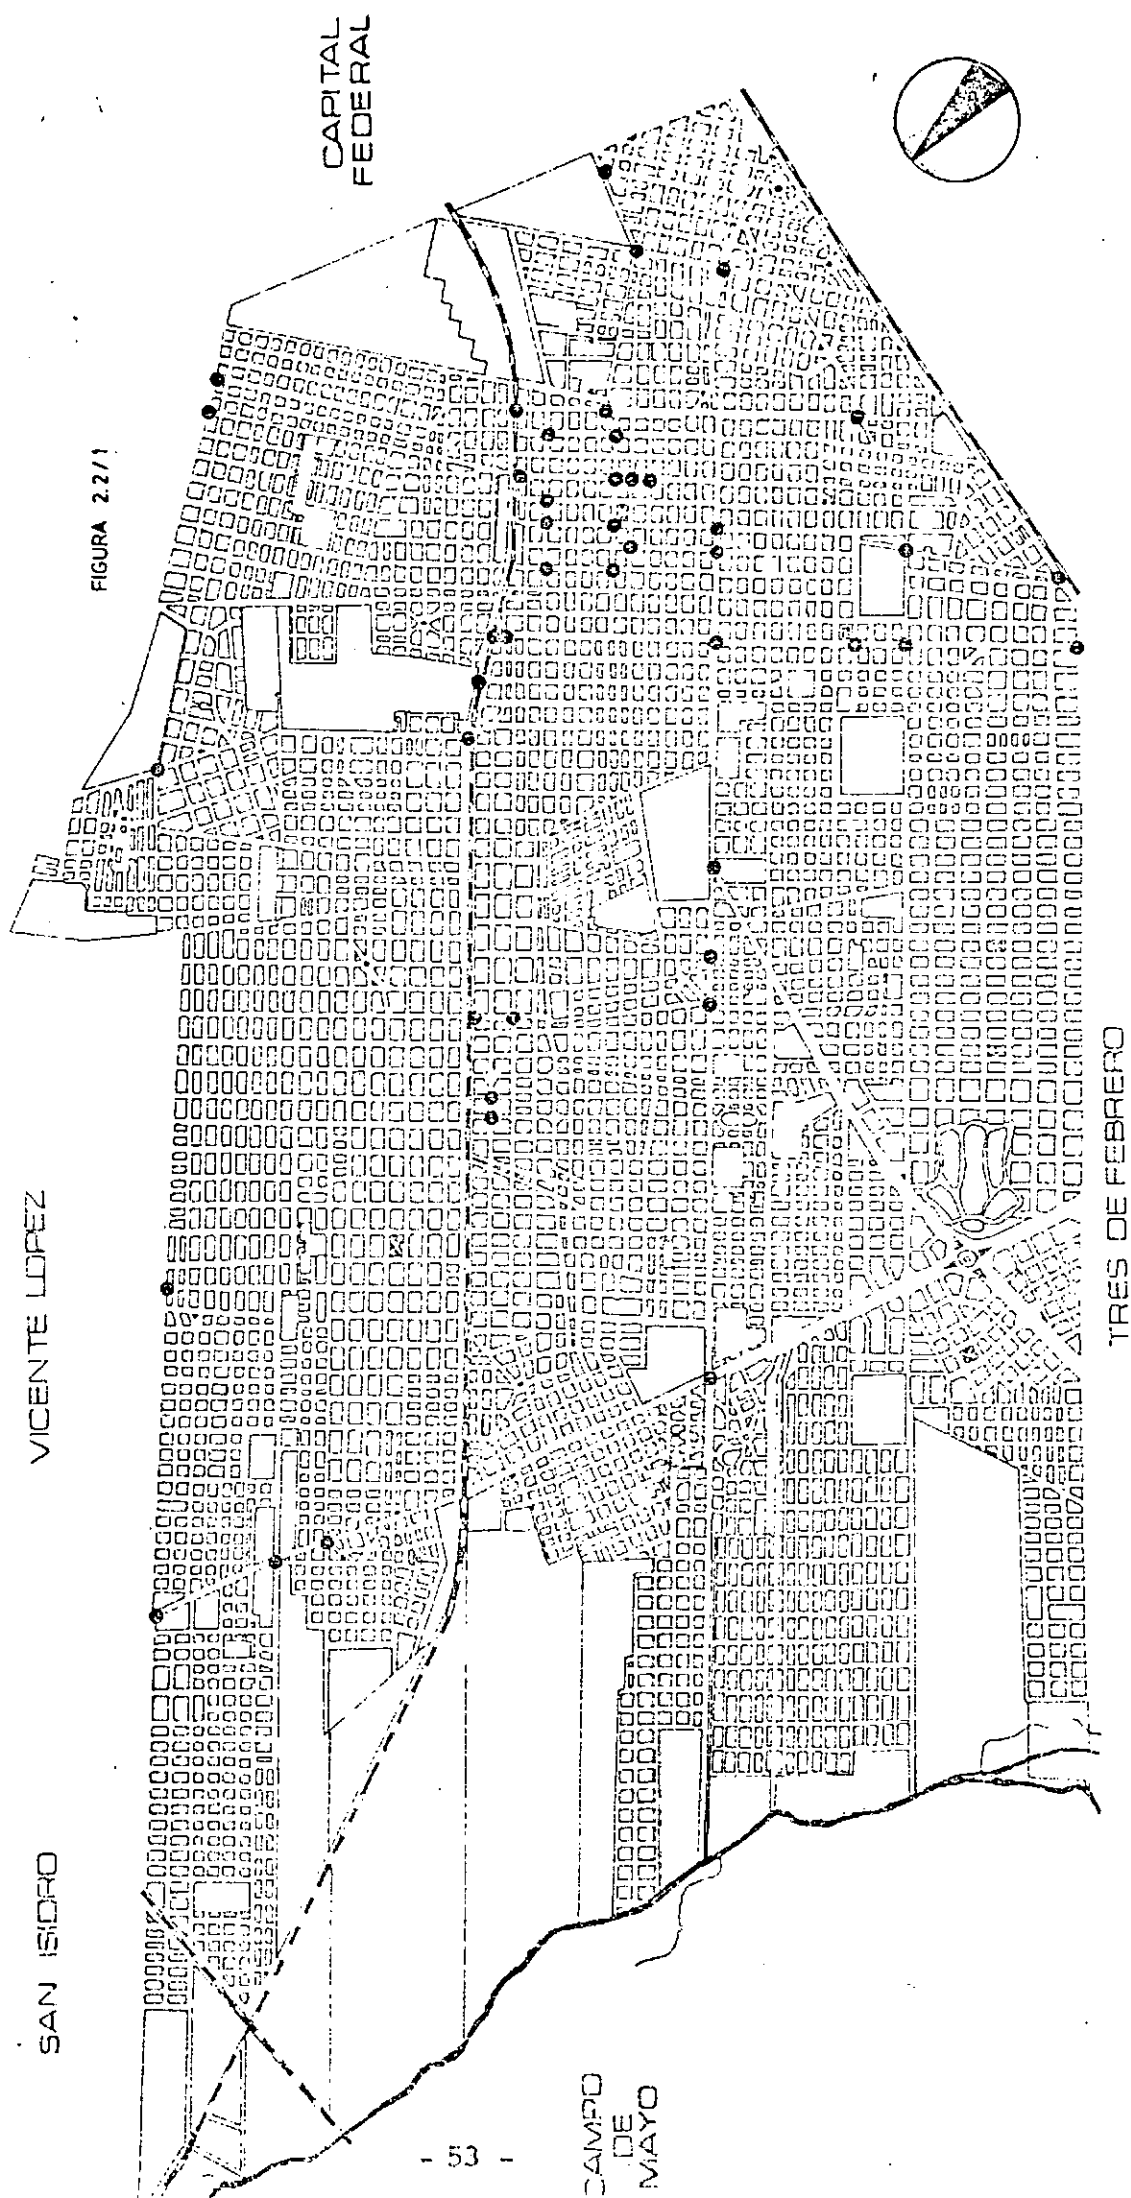 CAPITAL
FEDERAL
FIGURA 2.2/1
VICENTE LOPEZ
TRES DE FEBRERO
SAN ISIDRO
CAMPO
DE
MAYO
- 53 -